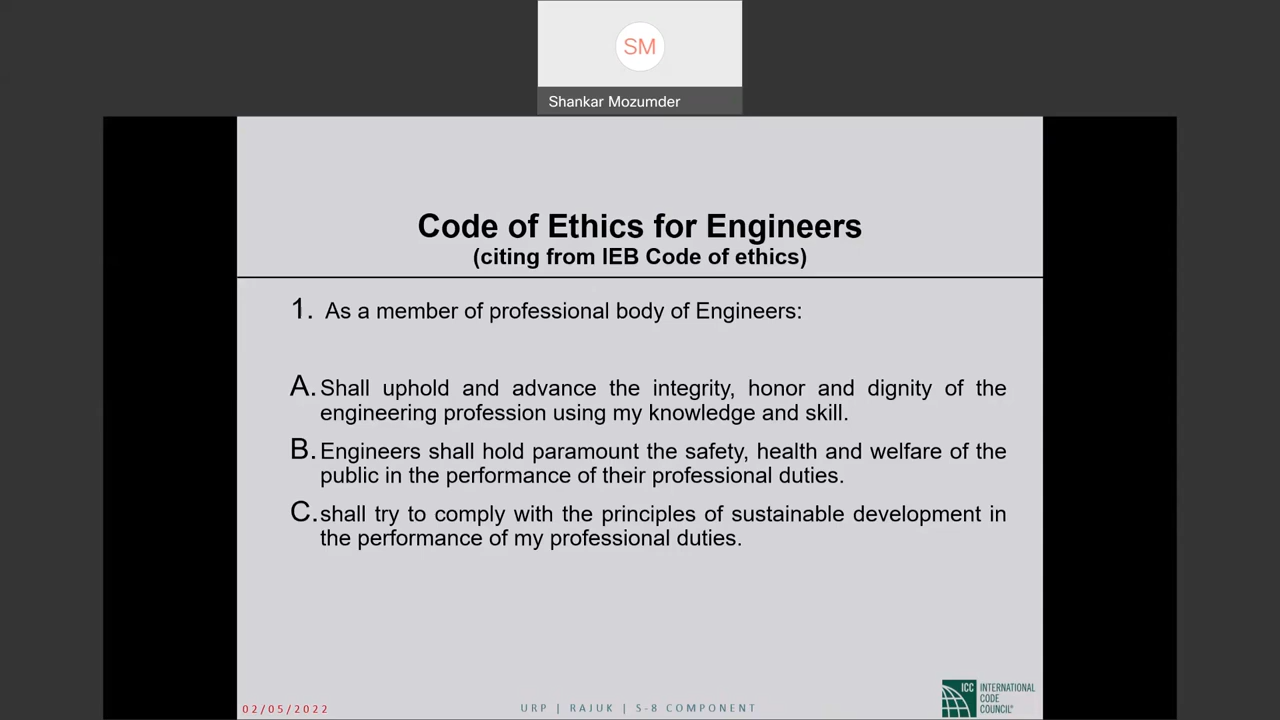 SM
Shankar Mozumder
Code of Ethics for Engineers
(citing from IEB Code of ethics)
1. As a member of professional body of Engineers:
A. Shall uphold and advance the integrity, honor and dignity of the
engineering profession using my knowledge and skill.
B. Engineers shall hold paramount the safety, health and welfare of the
public in the performance of their professional duties.
C. shall try to comply with the principles of sustainable development in
the performance of my professional duties.
02/05/2022
URP | RAJUK | S-8 COMPONENT
ICC
INTERNATIONAL
CODE
COUNCIL®